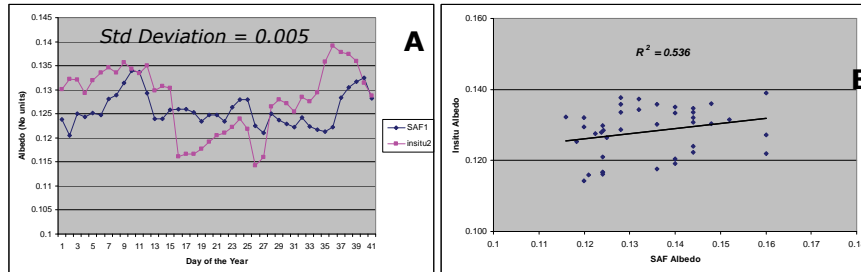 Std Deviation = 0.005
A
0.145
0.14
0.135
0.13
0.125
0.12
0.115
0.11
0.105
0.1
Albedo (No units)
1 3 5 7 9 11 13 15 17 19 21 23 25 27 29 31 33 35 37 39 41
Day of the Year
SAF1
insitu2
R² = 0.536
B
0.160
0.140
0.120
0.100
Insitu Albedo
0.1 0.11 0.12 0.13 0.14 0.15 0.16 0.17
SAF Albedo